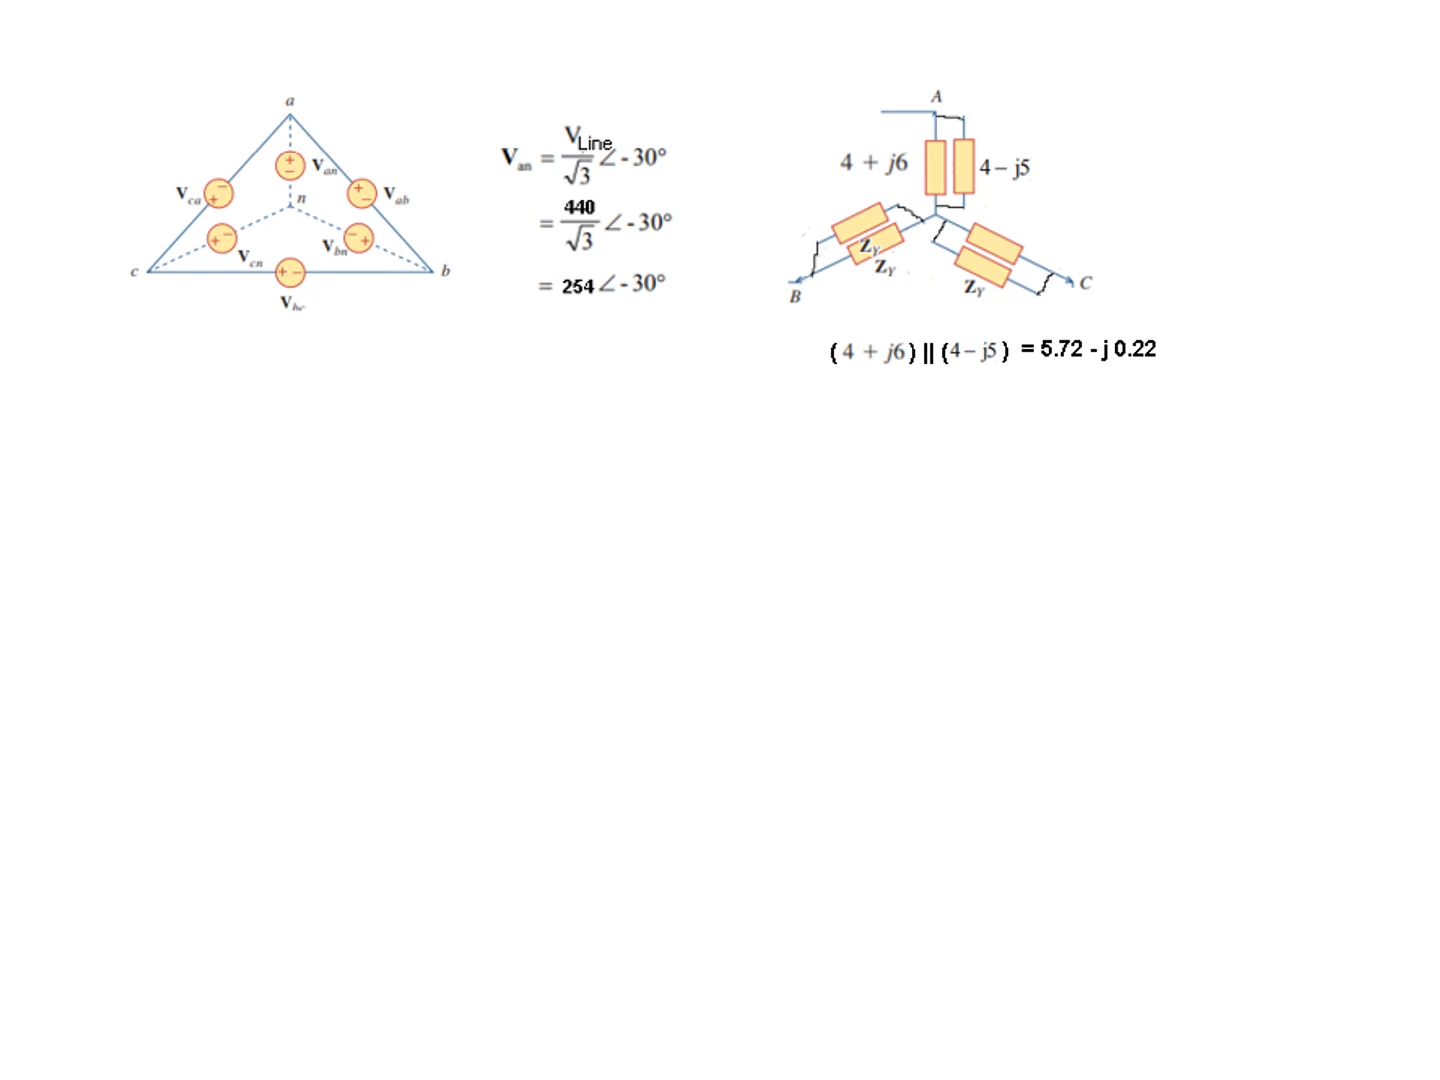 a
V_an
V_ca
V_ab
n
V_bn
V_cn
c
b
V_bc
V_an = V_Line/√3 ∠ - 30°
= 440/√3 ∠ - 30°
= 254 ∠ - 30°
A
4 + j6
4 – j5
Z_Y
Z_Y
Z_Y
B
C
( 4 + j6 ) || ( 4 – j5 ) = 5.72 - j 0.22